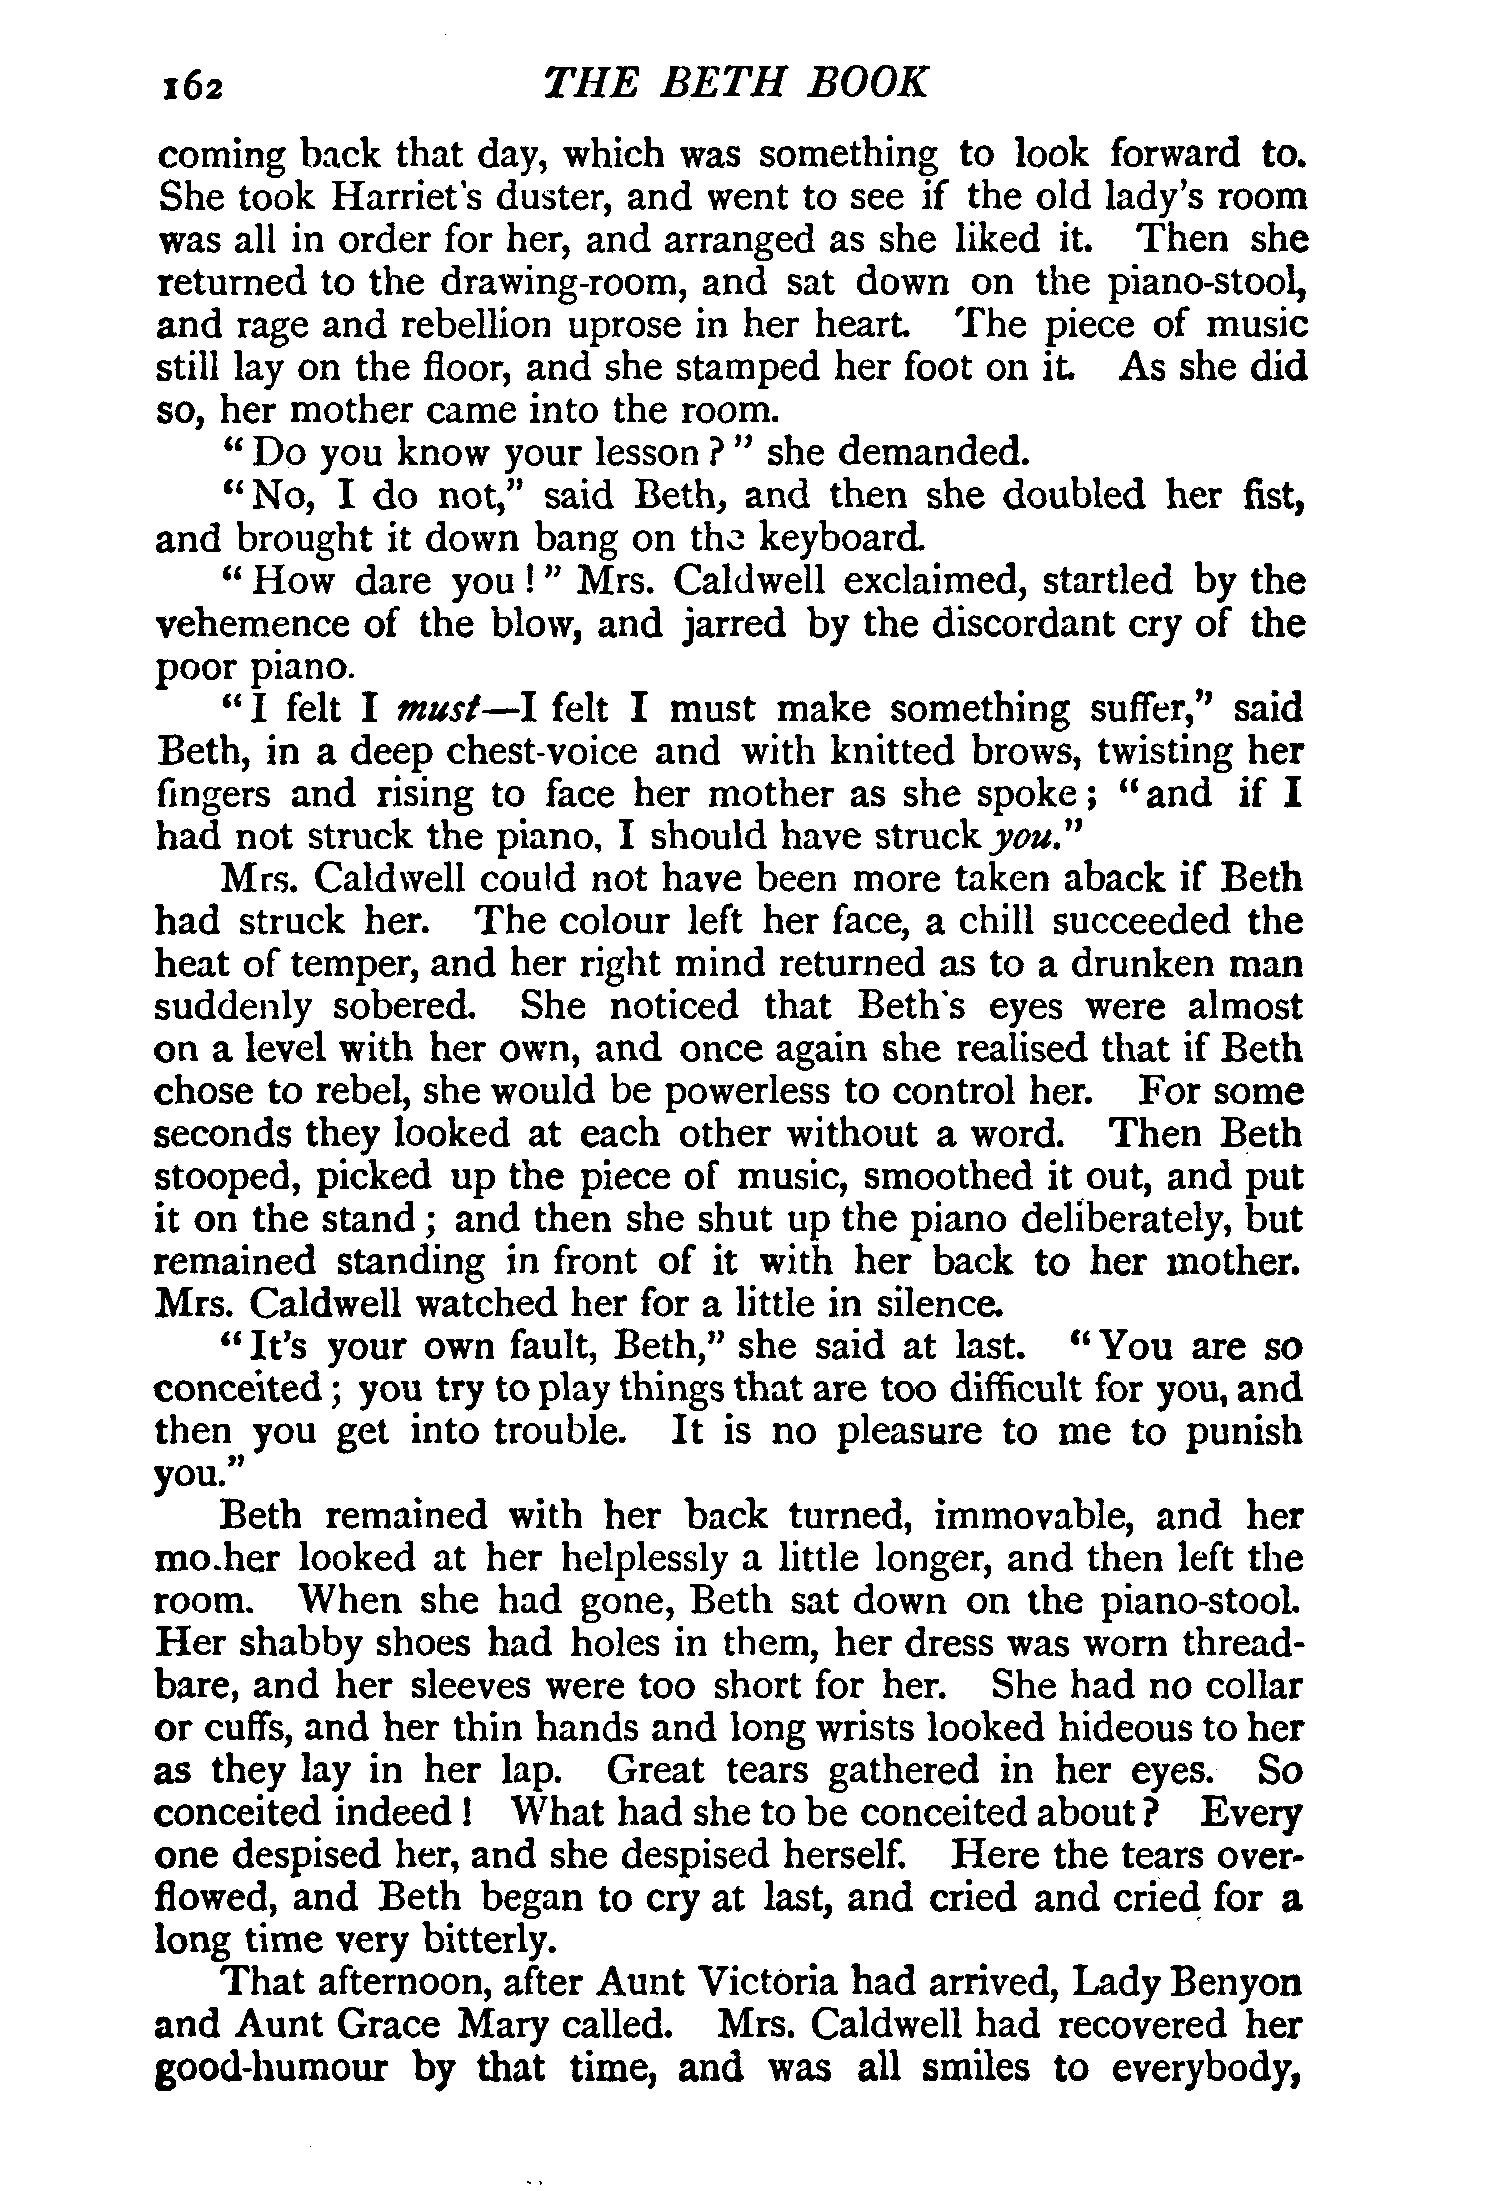 162 THE BETH BOOK
coming back that day, which was something to look forward to.
She took Harriet's duster, and went to see if the old lady's room
was all in order for her, and arranged as she liked it. Then she
returned to the drawing-room, and sat down on the piano-stool,
and rage and rebellion uprose in her heart. The piece of music
still lay on the floor, and she stamped her foot on it. As she did
so, her mother came into the room.
"Do you know your lesson?" she demanded.
"No, I do not," said Beth, and then she doubled her fist,
and brought it down bang on the keyboard.
"How dare you!" Mrs. Caldwell exclaimed, startled by the
vehemence of the blow, and jarred by the discordant cry of the
poor piano.
"I felt I must—I felt I must make something suffer," said
Beth, in a deep chest-voice and with knitted brows, twisting her
fingers and rising to face her mother as she spoke; "and if I
had not struck the piano, I should have struck you."
Mrs. Caldwell could not have been more taken aback if Beth
had struck her. The colour left her face, a chill succeeded the
heat of temper, and her right mind returned as to a drunken man
suddenly sobered. She noticed that Beth's eyes were almost
on a level with her own, and once again she realised that if Beth
chose to rebel, she would be powerless to control her. For some
seconds they looked at each other without a word. Then Beth
stooped, picked up the piece of music, smoothed it out, and put
it on the stand; and then she shut up the piano deliberately, but
remained standing in front of it with her back to her mother.
Mrs. Caldwell watched her for a little in silence.
"It's your own fault, Beth," she said at last. "You are so
conceited; you try to play things that are too difficult for you, and
then you get into trouble. It is no pleasure to me to punish
you."
Beth remained with her back turned, immovable, and her
mo.her looked at her helplessly a little longer, and then left the
room. When she had gone, Beth sat down on the piano-stool.
Her shabby shoes had holes in them, her dress was worn thread-
bare, and her sleeves were too short for her. She had no collar
or cuffs, and her thin hands and long wrists looked hideous to her
as they lay in her lap. Great tears gathered in her eyes. So
conceited indeed! What had she to be conceited about? Every
one despised her, and she despised herself. Here the tears over-
flowed, and Beth began to cry at last, and cried and cried for a
long time very bitterly.
That afternoon, after Aunt Victoria had arrived, Lady Benyon
and Aunt Grace Mary called. Mrs. Caldwell had recovered her
good-humour by that time, and was all smiles to everybody,